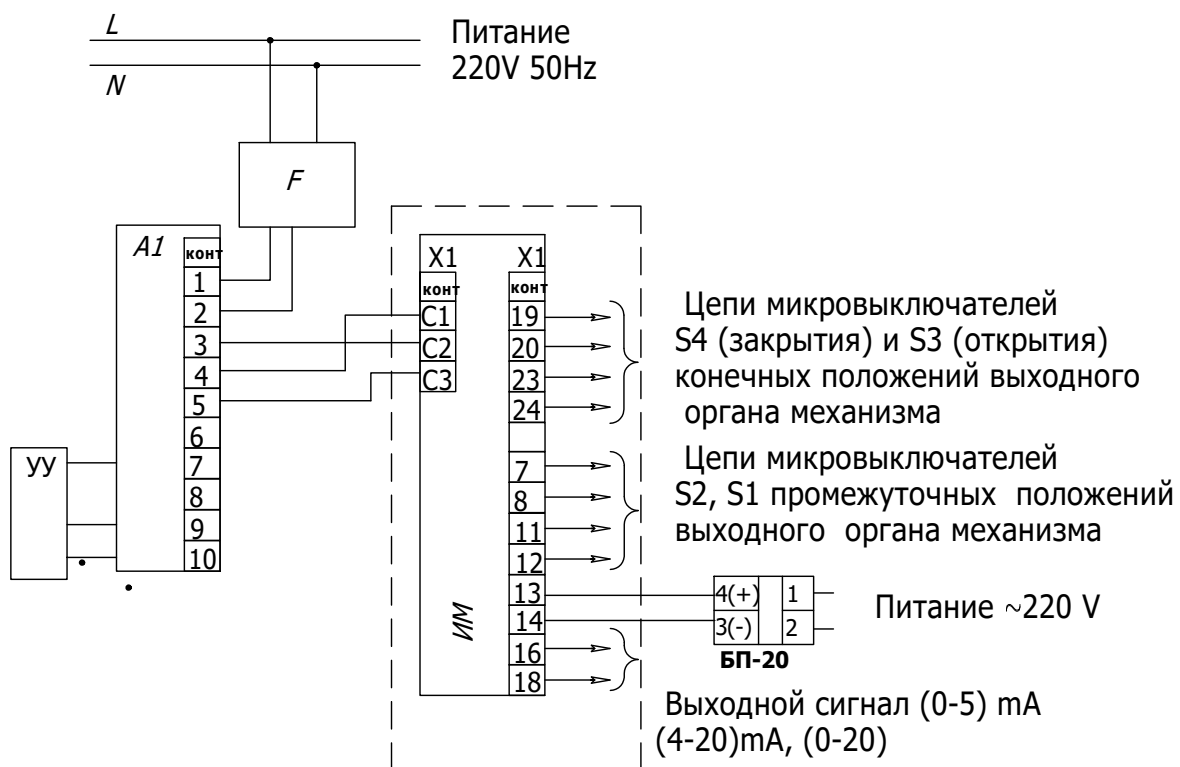 L
Питание
220V 50Hz
N
F
A1
конт
1
2
3
4
5
6
7
8
9
10
УУ
X1
конт
C1
C2
C3
ИМ
X1
конт
19
20
23
24
7
8
11
12
13
14
16
18
Цепи микровыключателей
S4 (закрытия) и S3 (открытия)
конечных положений выходного
органа механизма
Цепи микровыключателей
S2, S1 промежуточных положений
выходного органа механизма
4(+) 1
3(-) 2
БП-20
Питание ~220 V
Выходной сигнал (0-5) mA
(4-20)mA, (0-20)